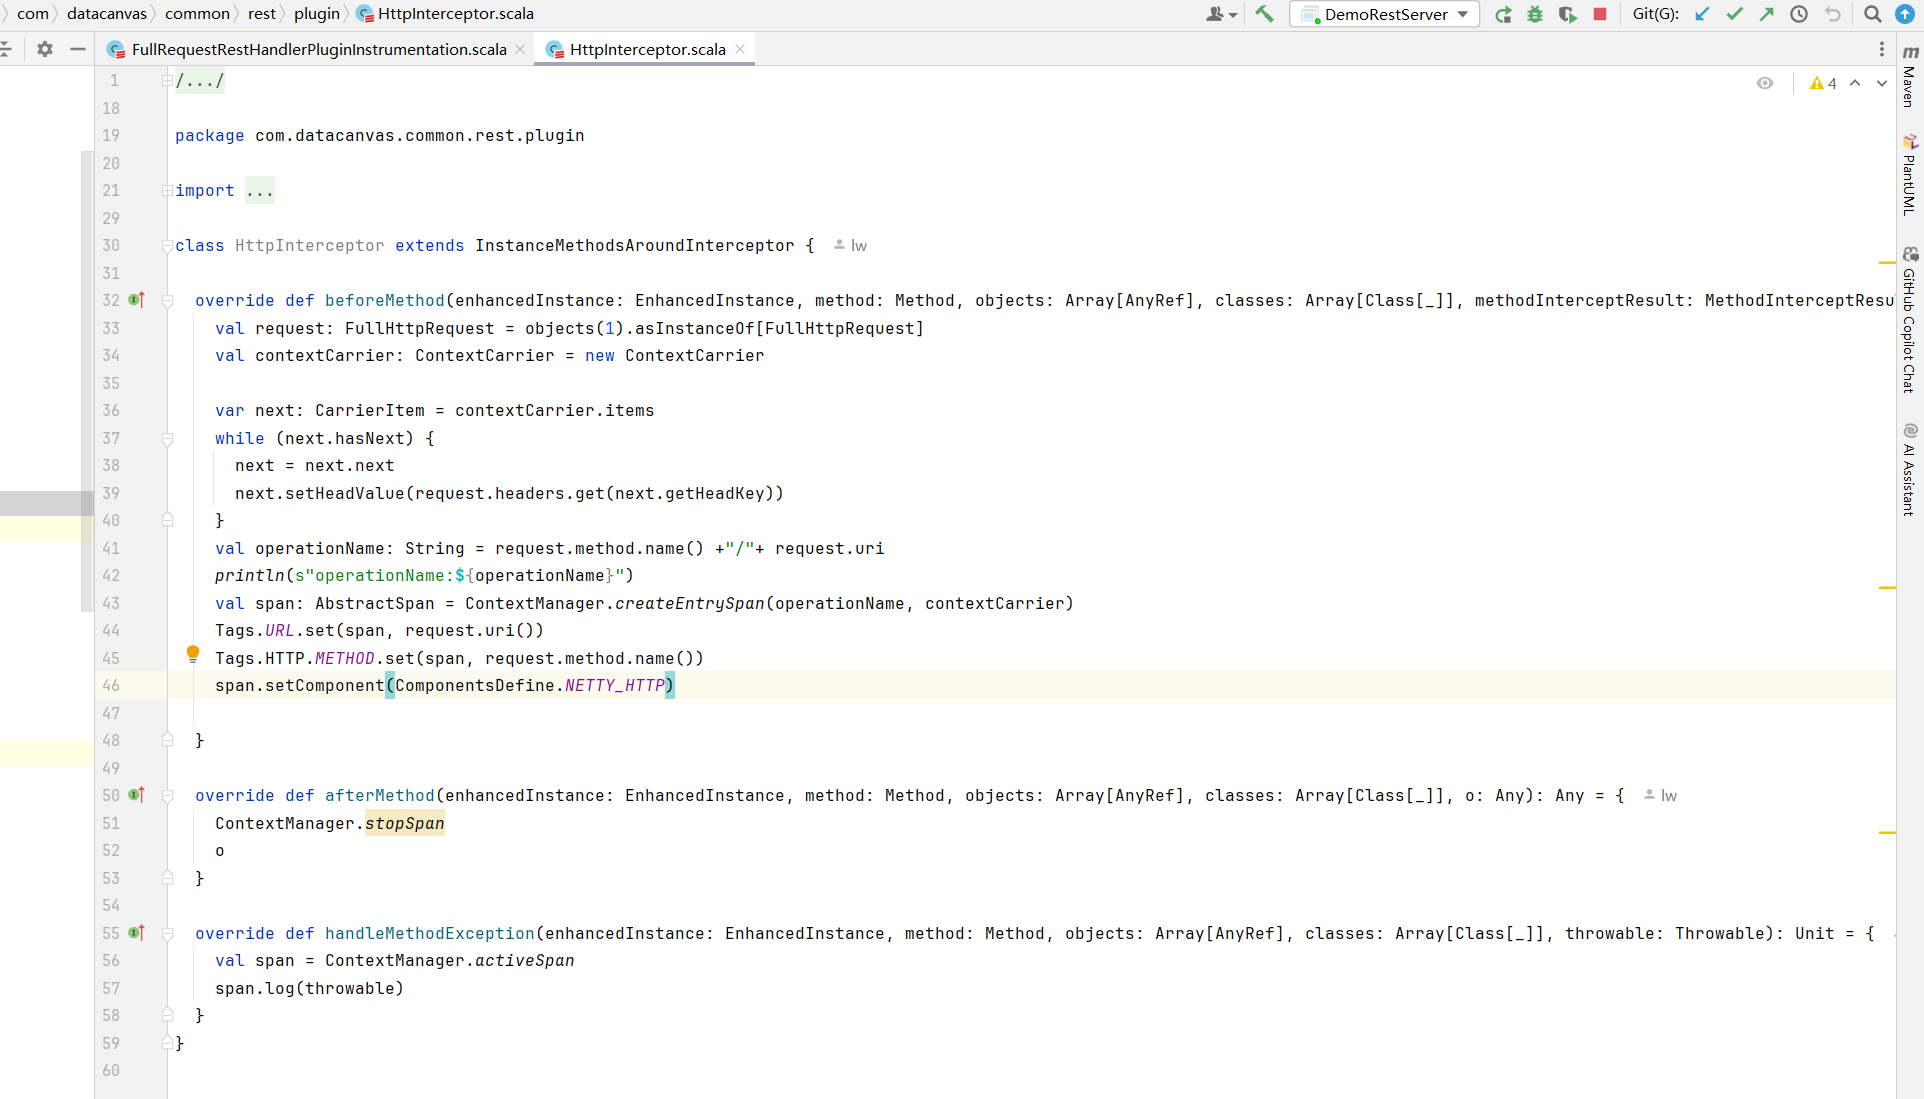 com datacanvas common rest plugin HttpInterceptor.scala DemoRestServer Git(G):
FullRequestRestHandlerPluginInstrumentation.scala HttpInterceptor.scala
1 /.../ 4
18
19 package com.datacanvas.common.rest.plugin
20
21 import ...
29
30 class HttpInterceptor extends InstanceMethodsAroundInterceptor { lw
31
32 override def beforeMethod(enhancedInstance: EnhancedInstance, method: Method, objects: Array[AnyRef], classes: Array[Class[_]], methodInterceptResult: MethodInterceptResu
33 val request: FullHttpRequest = objects(1).asInstanceOf[FullHttpRequest]
34 val contextCarrier: ContextCarrier = new ContextCarrier
35
36 var next: CarrierItem = contextCarrier.items
37 while (next.hasNext) {
38 next = next.next
39 next.setHeadValue(request.headers.get(next.getHeadKey))
40 }
41 val operationName: String = request.method.name() +"/"+ request.uri
42 println(s"operationName:${operationName}")
43 val span: AbstractSpan = ContextManager.createEntrySpan(operationName, contextCarrier)
44 Tags.URL.set(span, request.uri())
45 Tags.HTTP.METHOD.set(span, request.method.name())
46 span.setComponent(ComponentsDefine.NETTY_HTTP)
47
48 }
49
50 override def afterMethod(enhancedInstance: EnhancedInstance, method: Method, objects: Array[AnyRef], classes: Array[Class[_]], o: Any): Any = { lw
51 ContextManager.stopSpan
52 o
53 }
54
55 override def handleMethodException(enhancedInstance: EnhancedInstance, method: Method, objects: Array[AnyRef], classes: Array[Class[_]], throwable: Throwable): Unit = {
56 val span = ContextManager.activeSpan
57 span.log(throwable)
58 }
59 }
60
m Maven
PlantUML
GitHub Copilot Chat
AI Assistant